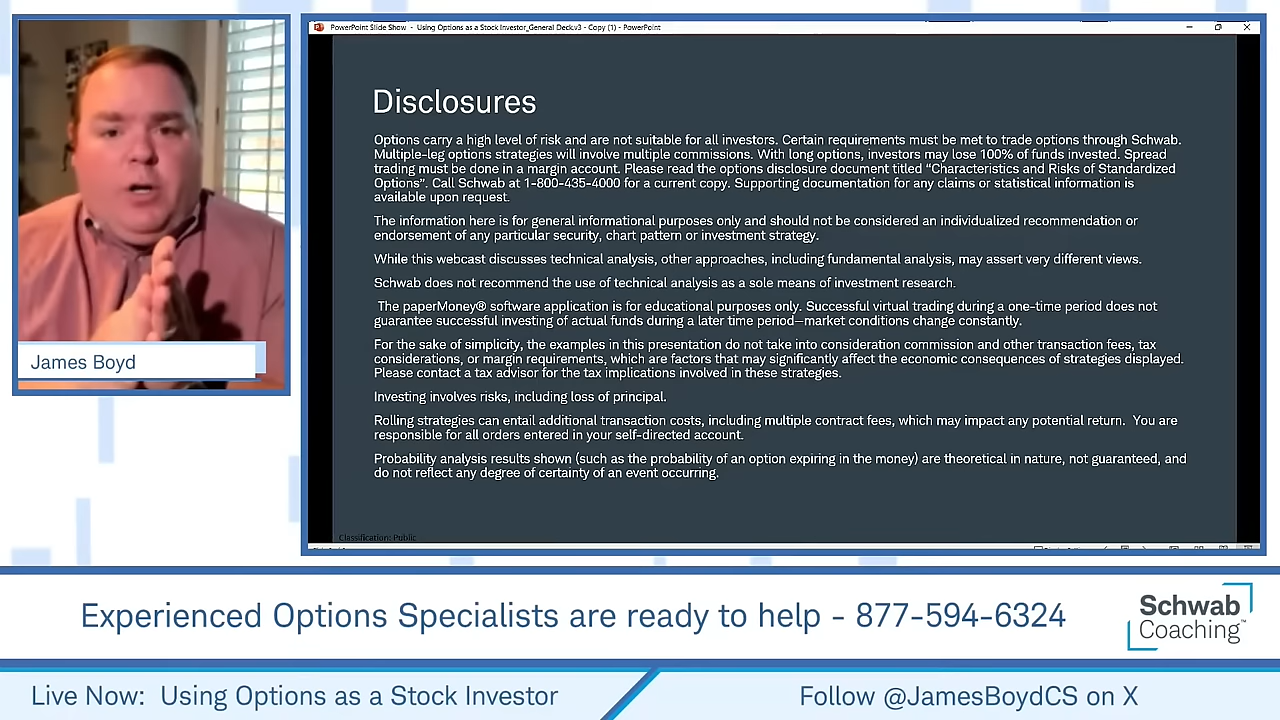 PowerPoint Slide Show - Using Options as a Stock Investor_General Deck.v3 - Copy (1) - PowerPoint
Disclosures
Options carry a high level of risk and are not suitable for all investors. Certain requirements must be met to trade options through Schwab.
Multiple-leg options strategies will involve multiple commissions. With long options, investors may lose 100% of funds invested. Spread
trading must be done in a margin account. Please read the options disclosure document titled “Characteristics and Risks of Standardized
Options”. Call Schwab at 1-800-435-4000 for a current copy. Supporting documentation for any claims or statistical information is
available upon request.
The information here is for general informational purposes only and should not be considered an individualized recommendation or
endorsement of any particular security, chart pattern or investment strategy.
While this webcast discusses technical analysis, other approaches, including fundamental analysis, may assert very different views.
Schwab does not recommend the use of technical analysis as a sole means of investment research.
The paperMoney® software application is for educational purposes only. Successful virtual trading during a one-time period does not
guarantee successful investing of actual funds during a later time period—market conditions change constantly.
For the sake of simplicity, the examples in this presentation do not take into consideration commission and other transaction fees, tax
considerations, or margin requirements, which are factors that may significantly affect the economic consequences of strategies displayed.
Please contact a tax advisor for the tax implications involved in these strategies.
Investing involves risks, including loss of principal.
Rolling strategies can entail additional transaction costs, including multiple contract fees, which may impact any potential return. You are
responsible for all orders entered in your self-directed account.
Probability analysis results shown (such as the probability of an option expiring in the money) are theoretical in nature, not guaranteed, and
do not reflect any degree of certainty of an event occurring.
Classification: Public
James Boyd
Experienced Options Specialists are ready to help - 877-594-6324
Schwab
Coaching™
Live Now: Using Options as a Stock Investor
Follow @JamesBoydCS on X